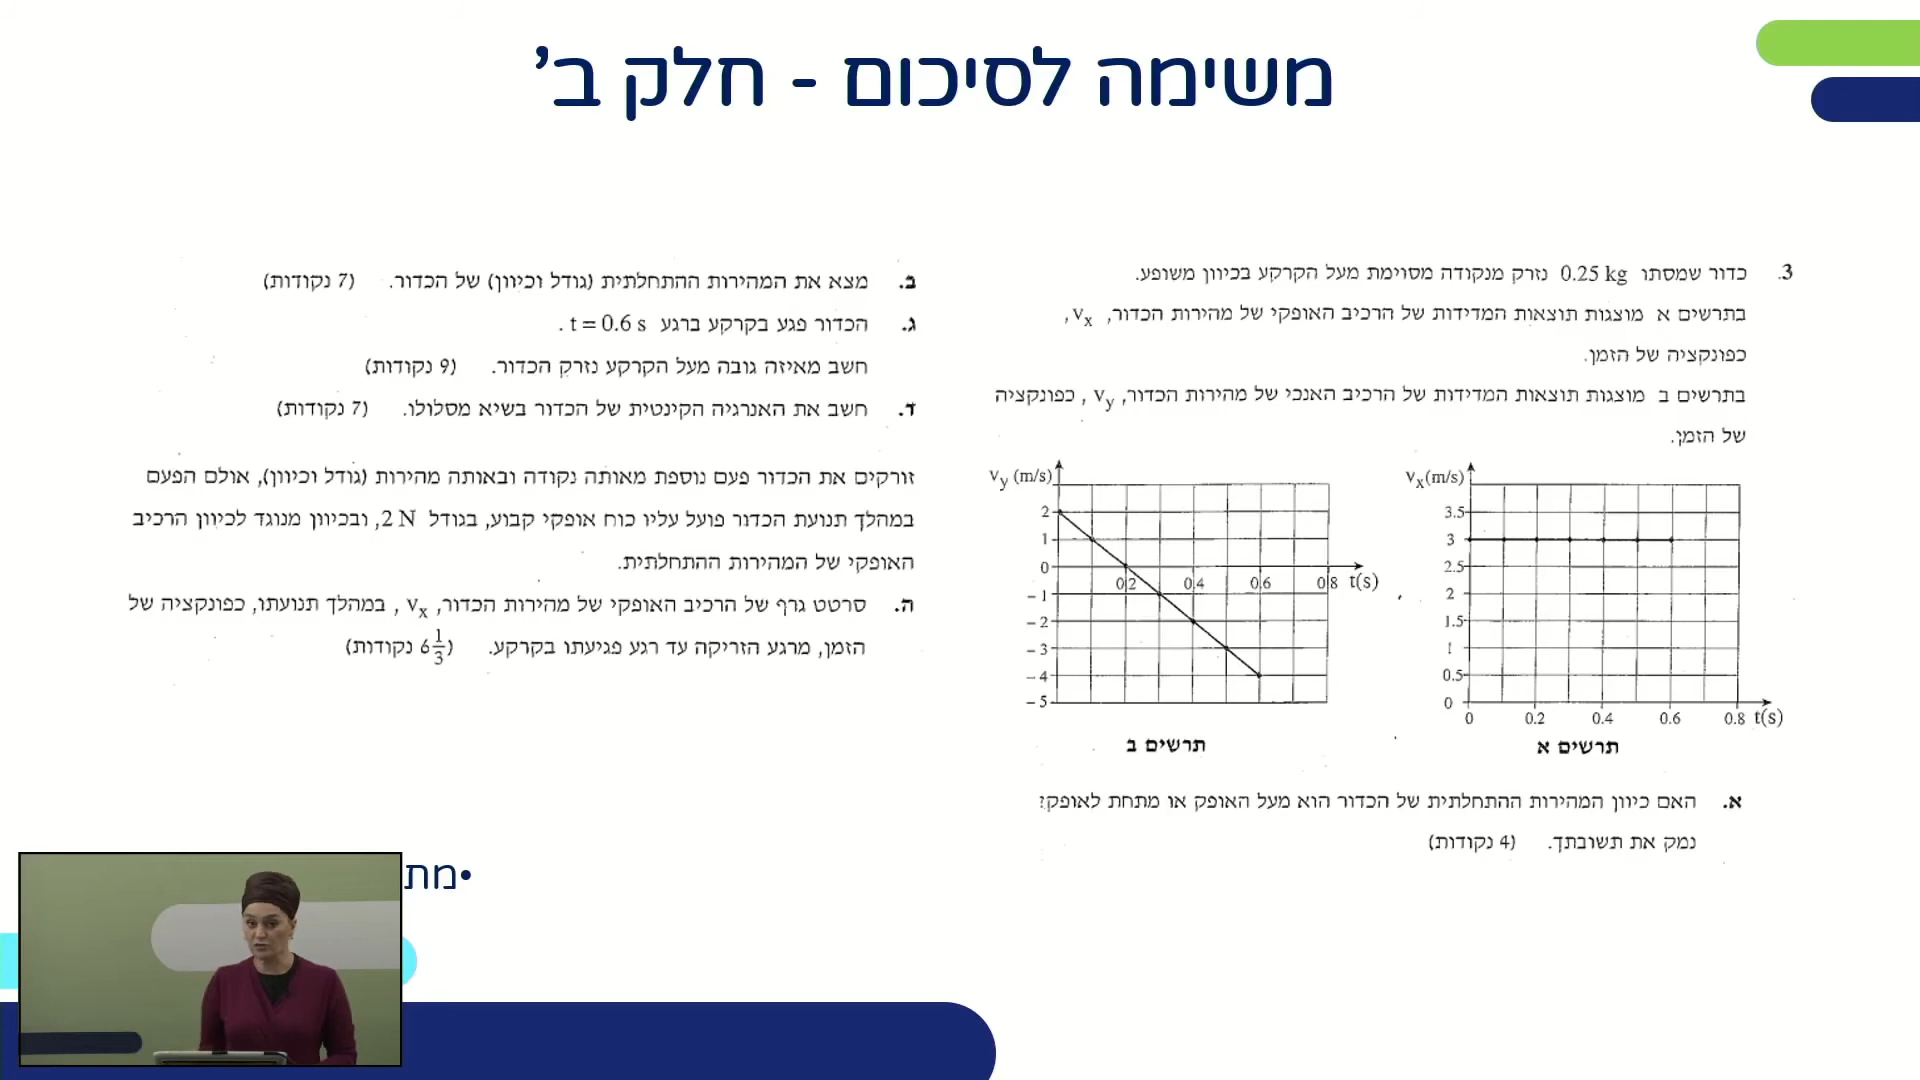 משימה לסיכום - חלק ב'
3. כדור שמסתו 0.25 kg נזרק מנקודה מסוימת מעל הקרקע בכיוון משופע.
בתרשים א מוצגות תוצאות המדידות של הרכיב האופקי של מהירות הכדור, vx,
כפונקציה של הזמן.
בתרשים ב מוצגות תוצאות המדידות של הרכיב האנכי של מהירות הכדור, vy, כפונקציה
של הזמן.
vx(m/s)
3.5
3
2.5
2
1.5
1
0.5
0
0 0.2 0.4 0.6 0.8 t(s)
תרשים א
vy (m/s)
2
1
0
0.2 0.4 0.6 0.8 t(s)
-1
-2
-3
-4
-5
תרשים ב
א. האם כיוון המהירות ההתחלתית של הכדור הוא מעל האופק או מתחת לאופק?
נמק את תשובתך. (4 נקודות)
ב. מצא את המהירות ההתחלתית (גודל וכיוון) של הכדור. (7 נקודות)
ג. הכדור פגע בקרקע ברגע t = 0.6 s .
חשב מאיזה גובה מעל הקרקע נזרק הכדור. (9 נקודות)
ד. חשב את האנרגיה הקינטית של הכדור בשיא מסלולו. (7 נקודות)
זורקים את הכדור פעם נוספת מאותה נקודה ובאותה מהירות (גודל וכיוון), אולם הפעם
במהלך תנועת הכדור פועל עליו כוח אופקי קבוע, בגודל 2 N, ובכיוון מנוגד לכיוון הרכיב
האופקי של המהירות ההתחלתית.
ה. סרטט גרף של הרכיב האופקי של מהירות הכדור, vx , במהלך תנועתו, כפונקציה של
הזמן, מרגע הזריקה עד רגע פגיעתו בקרקע. (6 1/3 נקודות)